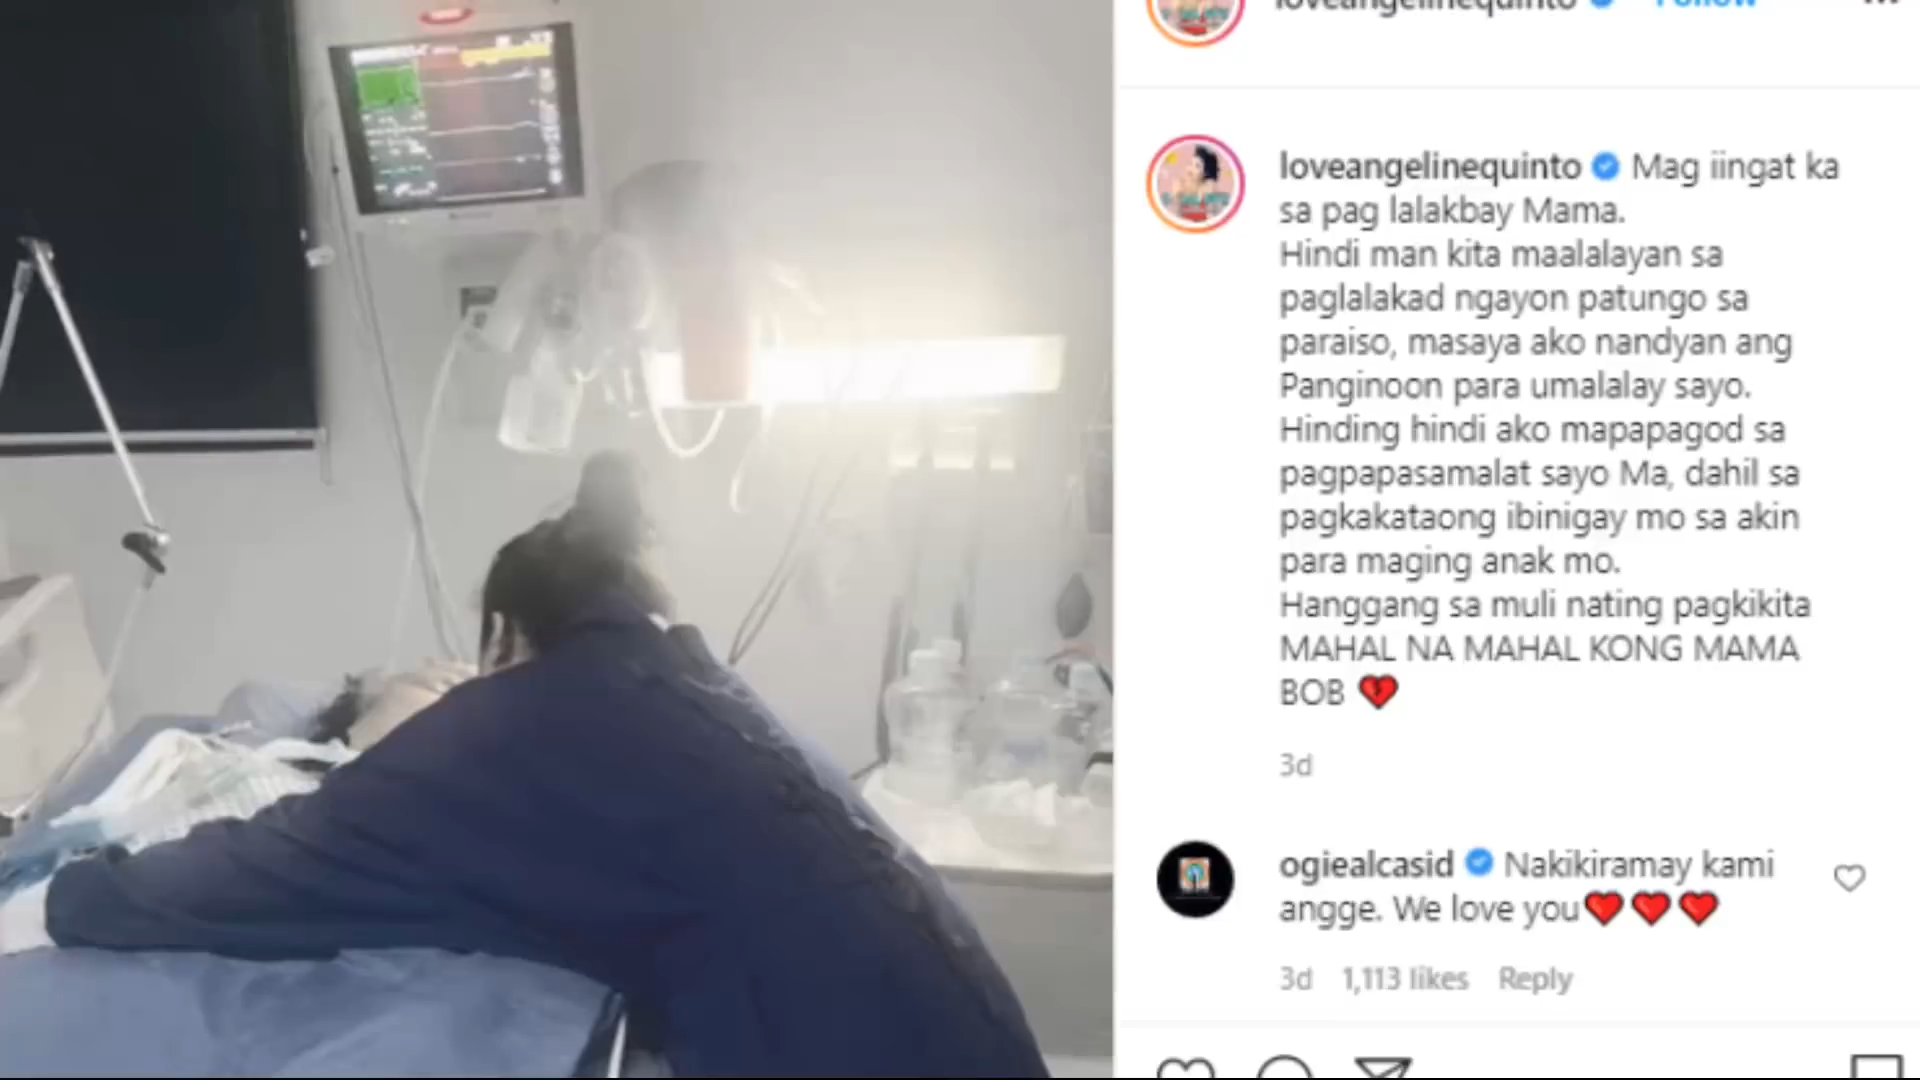 loveangelinequinto Follow
loveangelinequinto Mag iingat ka
sa pag lalakbay Mama.
Hindi man kita maalalayan sa
paglalakad ngayon patungo sa
paraiso, masaya ako nandyan ang
Panginoon para umalalay sayo.
Hinding hindi ako mapapagod sa
pagpapasamalat sayo Ma, dahil sa
pagkakataong ibinigay mo sa akin
para maging anak mo.
Hanggang sa muli nating pagkikita
MAHAL NA MAHAL KONG MAMA
BOB 💔
3d
ogiealcasid Nakikiramay kami
angge. We love you❤️❤️❤️
3d 1,113 likes Reply